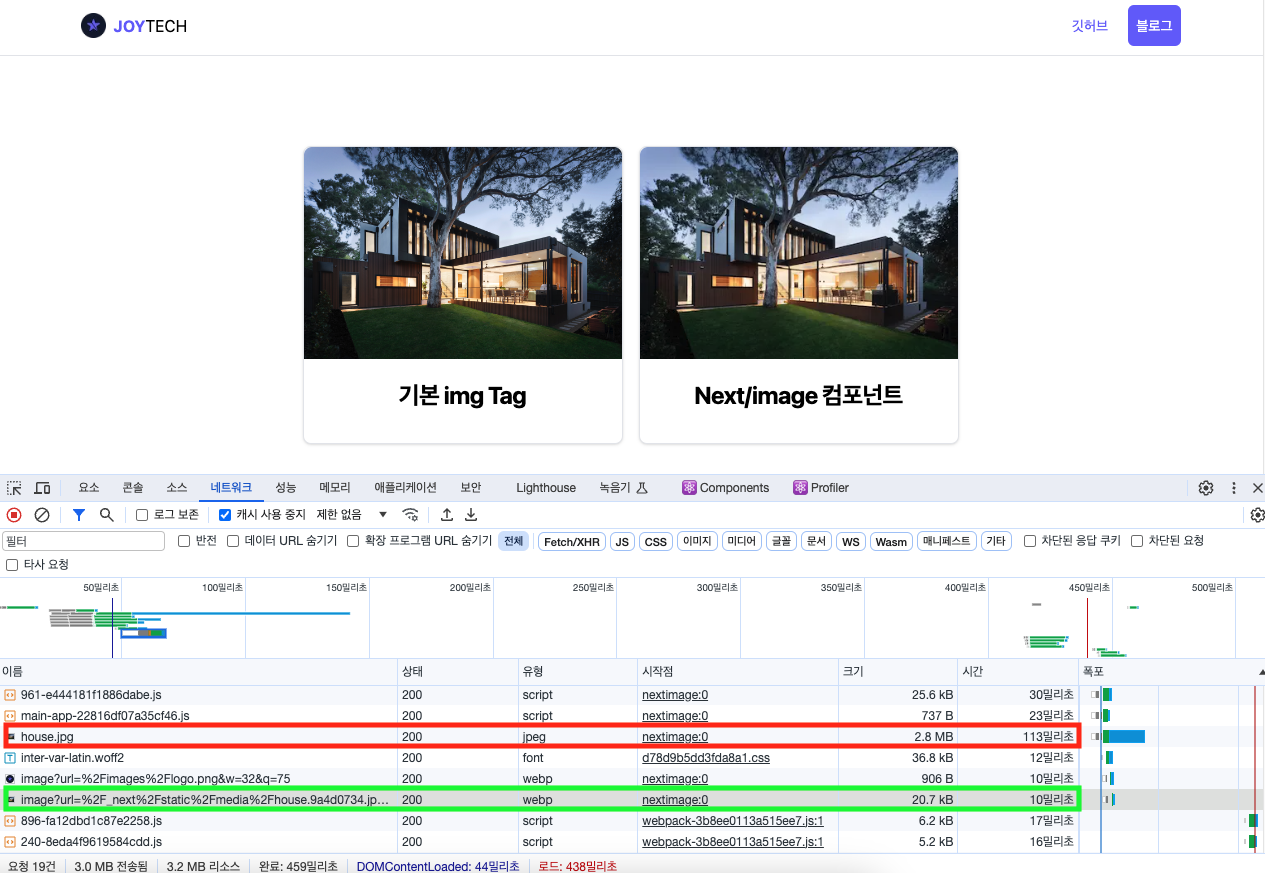 JOYTECH
깃허브
블로그
기본 img Tag
Next/image 컴포넌트
요소 콘솔 소스 네트워크 성능 메모리 애플리케이션 보안 Lighthouse 녹음기 Components Profiler
로그 보존 캐시 사용 중지 제한 없음
필터 반전 데이터 URL 숨기기 확장 프로그램 URL 숨기기 전체 Fetch/XHR JS CSS 이미지 미디어 글꼴 문서 WS Wasm 매니페스트 기타 차단된 응답 쿠키 차단된 요청
타사 요청
50밀리초 100밀리초 150밀리초 200밀리초 250밀리초 300밀리초 350밀리초 400밀리초 450밀리초 500밀리초
이름 상태 유형 시작점 크기 시간 폭포
961-e444181f1886dabe.js 200 script nextimage:0 25.6 kB 30밀리초
main-app-22816df07a35cf46.js 200 script nextimage:0 737 B 23밀리초
house.jpg 200 jpeg nextimage:0 2.8 MB 113밀리초
inter-var-latin.woff2 200 font d78d9b5dd3fda8a1.css 36.8 kB 12밀리초
image?url=%2Fimages%2Flogo.png&w=32&q=75 200 webp nextimage:0 906 B 10밀리초
image?url=%2F_next%2Fstatic%2Fmedia%2Fhouse.9a4d0734.jp… 200 webp nextimage:0 20.7 kB 10밀리초
896-fa12dbd1c87e2258.js 200 script webpack-3b8ee0113a515ee7.js:1 6.2 kB 17밀리초
240-8eda4f9619584cdd.js 200 script webpack-3b8ee0113a515ee7.js:1 5.2 kB 16밀리초
요청 19건 3.0 MB 전송됨 3.2 MB 리소스 완료: 459밀리초 DOMContentLoaded: 44밀리초 로드: 438밀리초